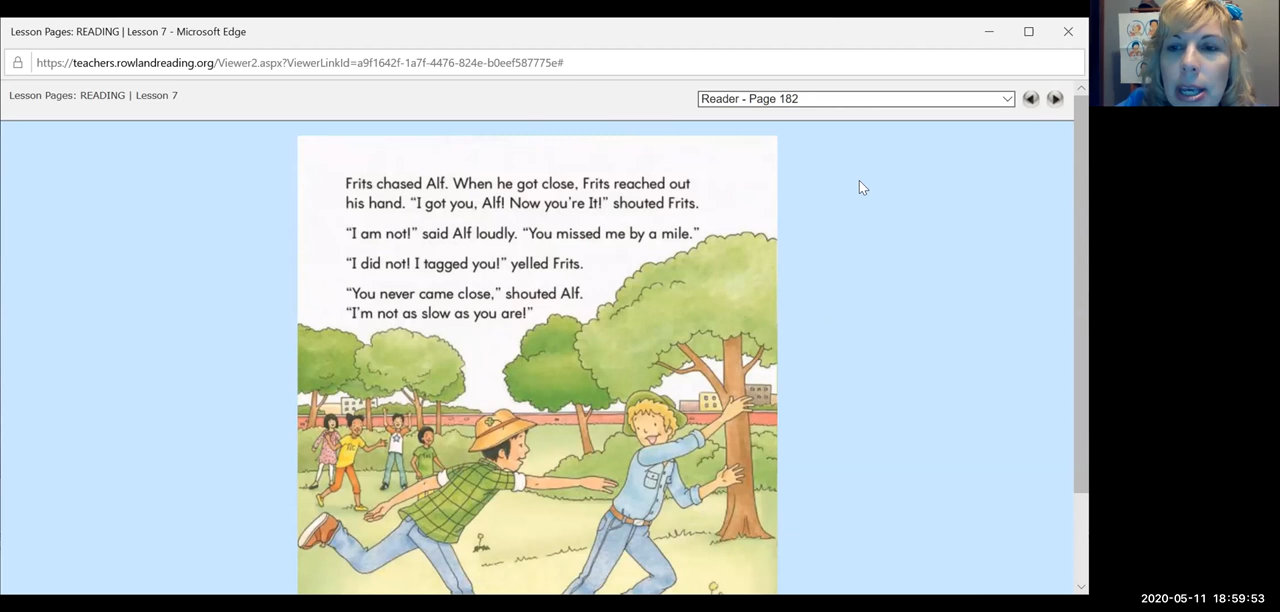 Lesson Pages: READING | Lesson 7 - Microsoft Edge
https://teachers.rowlandreading.org/Viewer2.aspx?ViewerLinkId=a9f1642f-1a7f-4476-824e-b0eef587775e#
Lesson Pages: READING | Lesson 7
Reader - Page 182
Frits chased Alf. When he got close, Frits reached out
his hand. “I got you, Alf! Now you’re It!” shouted Frits.
“I am not!” said Alf loudly. “You missed me by a mile.”
“I did not! I tagged you!” yelled Frits.
“You never came close,” shouted Alf.
“I’m not as slow as you are!”
2020-05-11 18:59:53